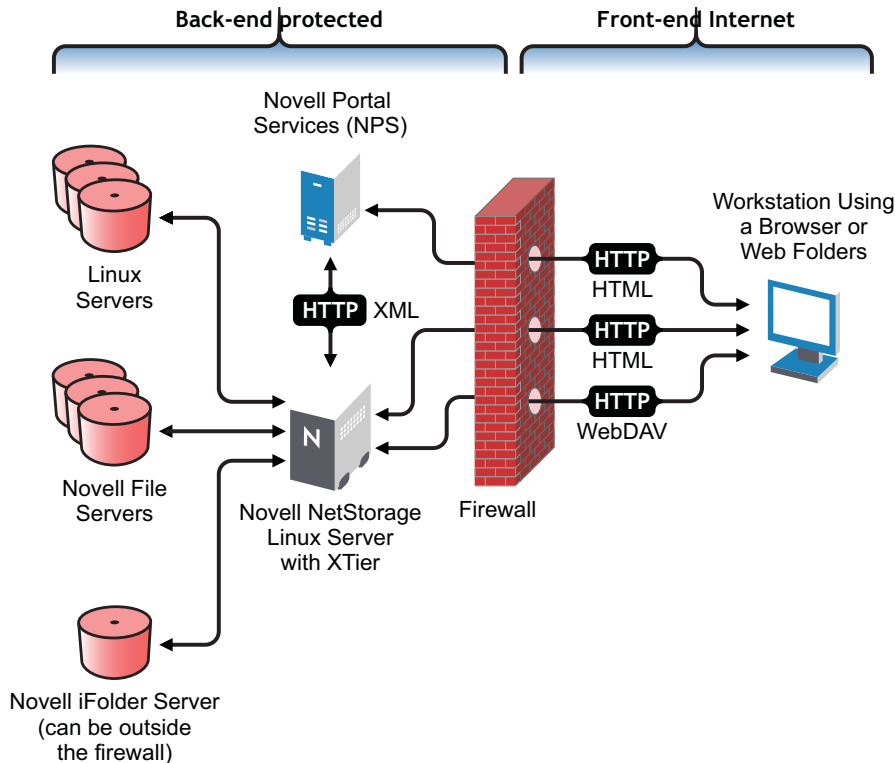 Back-end protected
Front-end Internet
Novell Portal
Services (NPS)
Linux
Servers
HTTP
XML
HTTP
HTML
HTTP
HTML
HTTP
WebDAV
Workstation Using
a Browser or
Web Folders
Novell File
Servers
N
Novell NetStorage
Linux Server
with XTier
Firewall
Novell iFolder Server
(can be outside
the firewall)